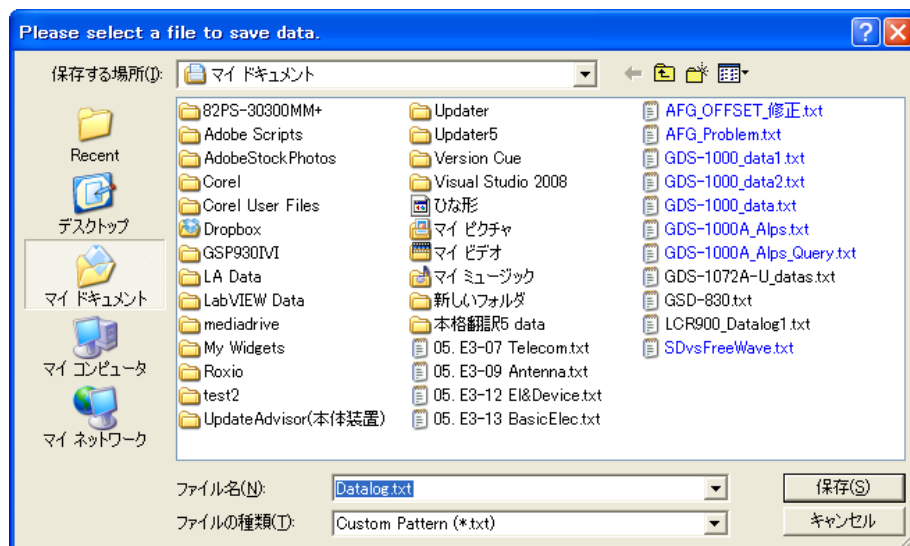 Please select a file to save data.
保存する場所(I):
マイ ドキュメント
Recent
デスクトップ
マイ ドキュメント
マイ コンピュータ
マイ ネットワーク
82PS-30300MM+
Adobe Scripts
AdobeStockPhotos
Corel
Corel User Files
Dropbox
GSP930IVI
LA Data
LabVIEW Data
mediadrive
My Widgets
Roxio
test2
UpdateAdvisor(本体装置)
Updater
Updater5
Version Cue
Visual Studio 2008
ひな形
マイ ピクチャ
マイ ビデオ
マイ ミュージック
新しいフォルダ
本格翻訳5 data
05. E3-07 Telecom.txt
05. E3-09 Antenna.txt
05. E3-12 El&Device.txt
05. E3-13 BasicElec.txt
AFG_OFFSET_修正.txt
AFG_Problem.txt
GDS-1000_data1.txt
GDS-1000_data2.txt
GDS-1000_data.txt
GDS-1000A_Alps.txt
GDS-1000A_Alps_Query.txt
GDS-1072A-U_datas.txt
GSD-830.txt
LCR900_Datalog1.txt
SDvsFreeWave.txt
ファイル名(N):
Datalog.txt
保存(S)
ファイルの種類(T):
Custom Pattern (*.txt)
キャンセル